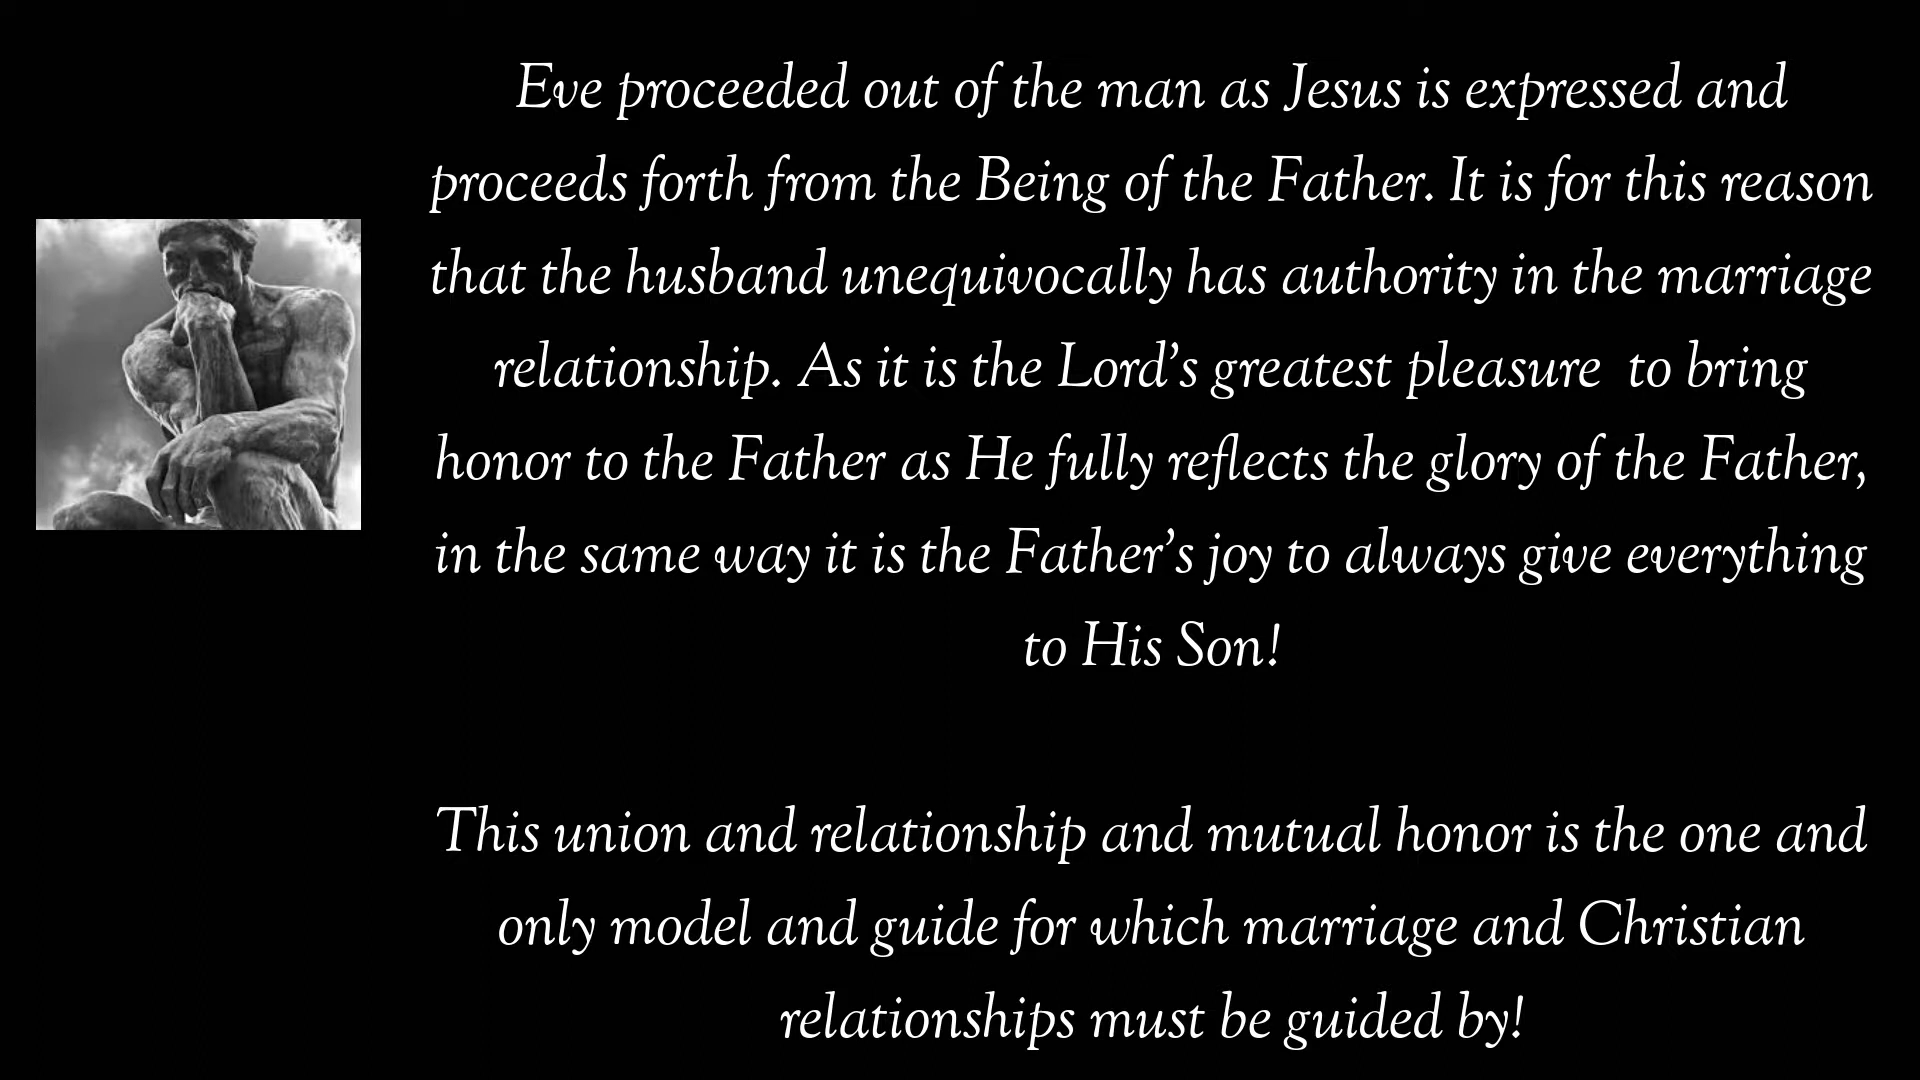 Eve proceeded out of the man as Jesus is expressed and
proceeds forth from the Being of the Father. It is for this reason
that the husband unequivocally has authority in the marriage
relationship. As it is the Lord’s greatest pleasure  to bring
honor to the Father as He fully reflects the glory of the Father,
in the same way it is the Father’s joy to always give everything
to His Son!
This union and relationship and mutual honor is the one and
only model and guide for which marriage and Christian
relationships must be guided by!